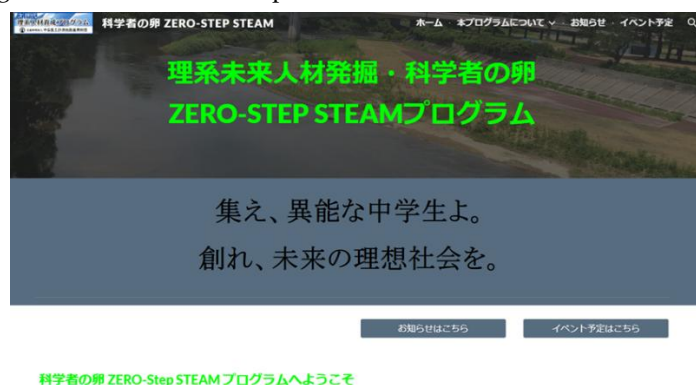 科学者の卵 ZERO-STEP STEAM
ホーム 本プログラムについて お知らせ イベント予定
理系未来人材発掘・科学者の卵
ZERO-STEP STEAMプログラム
集え、異能な中学生よ。
創れ、未来の理想社会を。
お知らせはこちら イベント予定はこちら
科学者の卵 ZERO-Step STEAM プログラムへようこそ